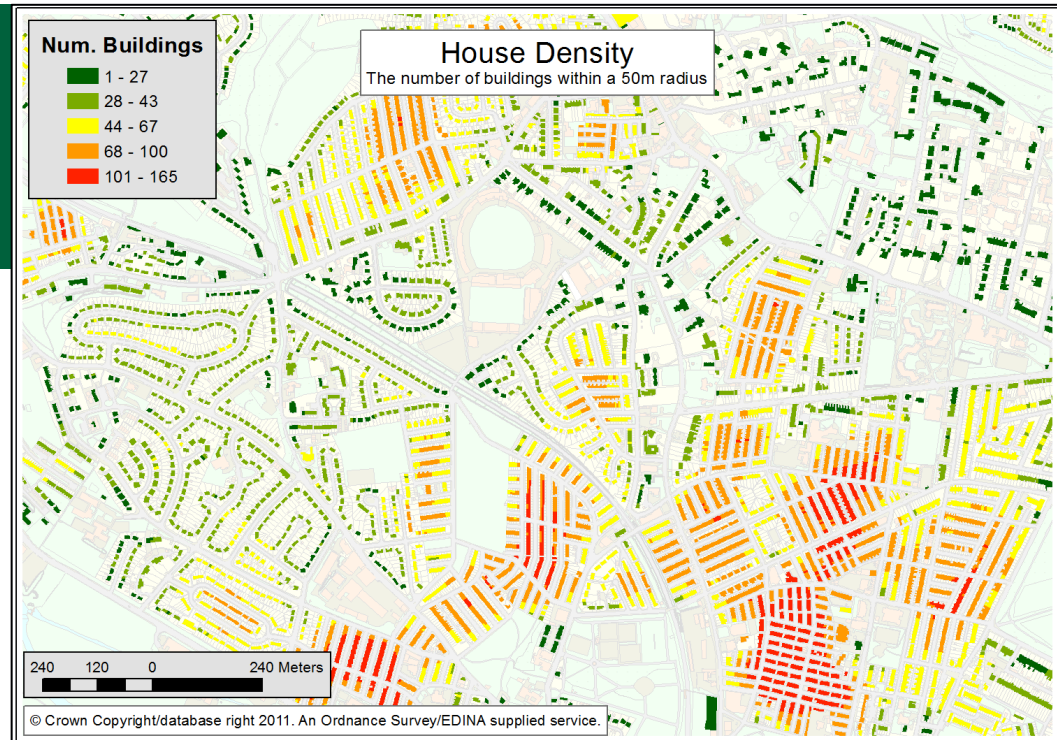 House Density
The number of buildings within a 50m radius
Num. Buildings
1 - 27
28 - 43
44 - 67
68 - 100
101 - 165
240 120 0 240 Meters
© Crown Copyright/database right 2011. An Ordnance Survey/EDINA supplied service.